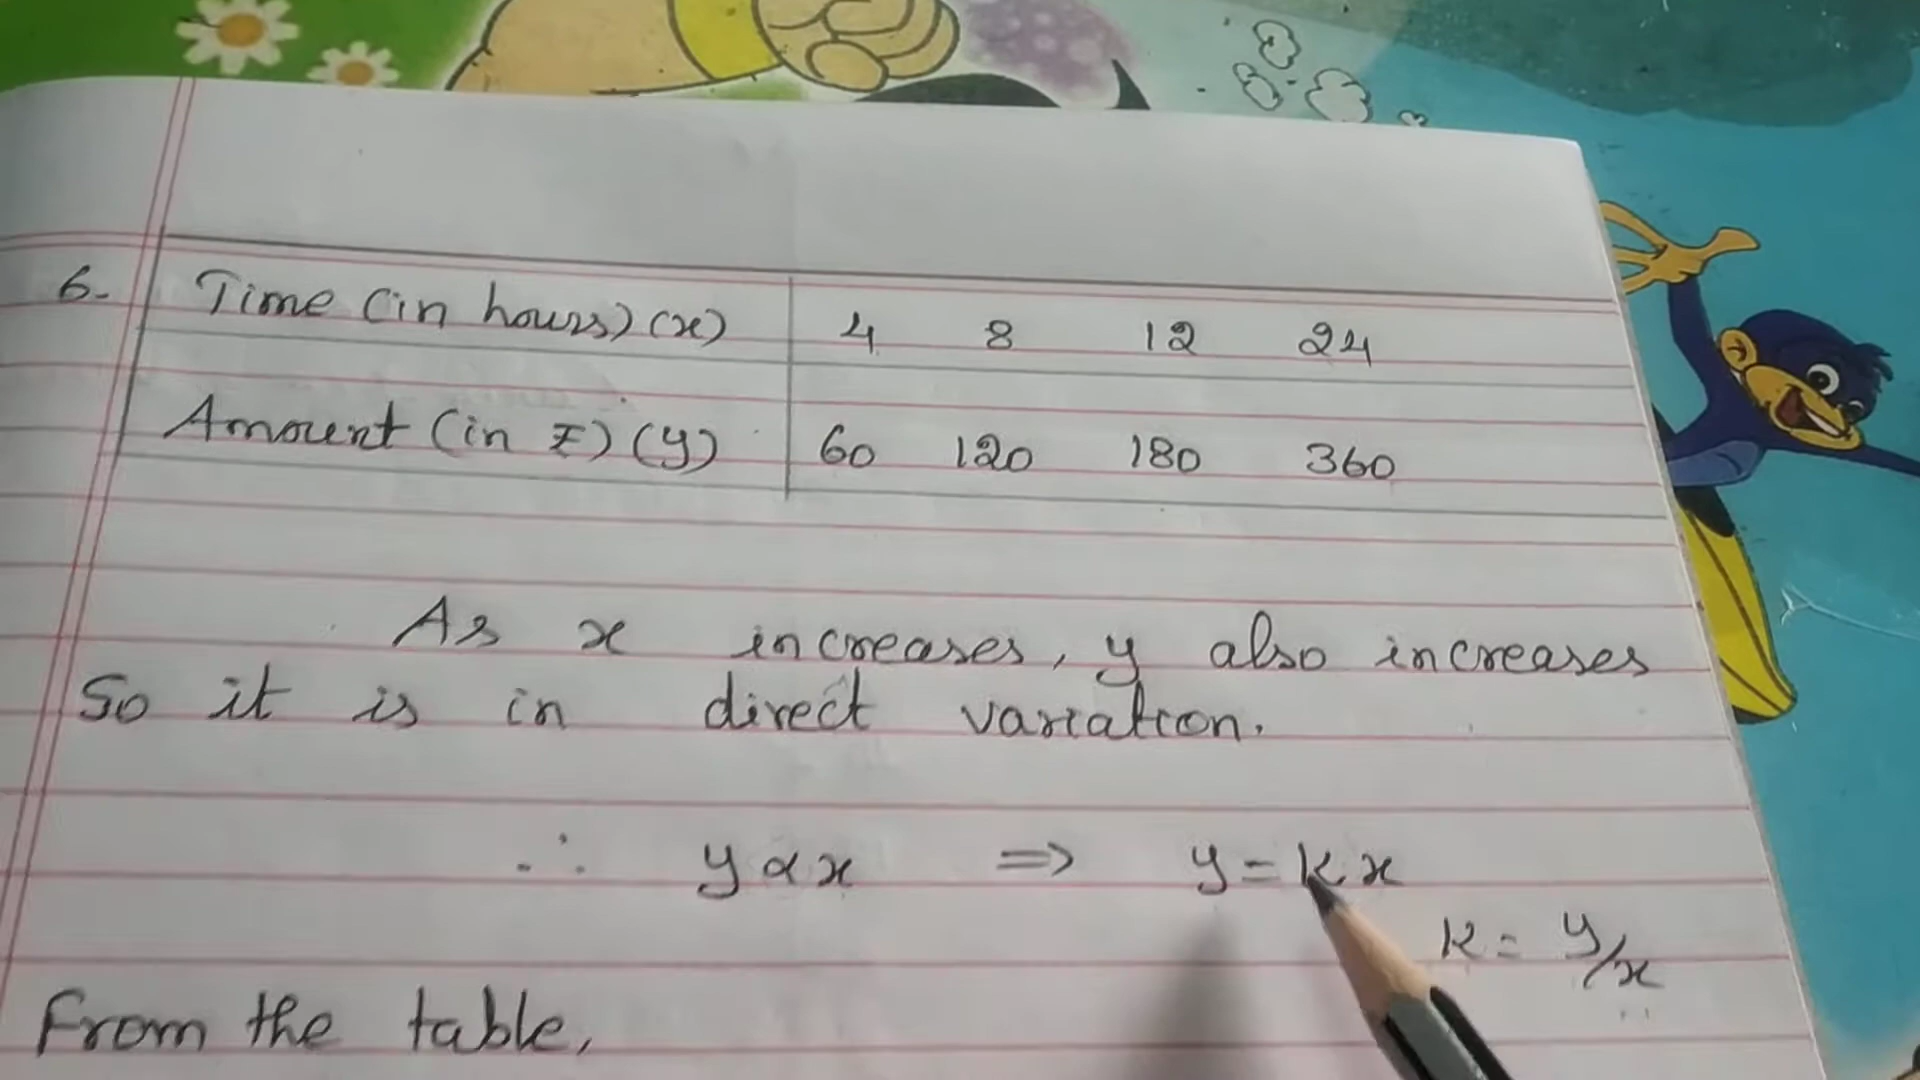 6- Time (in hours) (x) 4 8 12 24
Amount (in ₹) (y) 60 120 180 360
As x increases, y also increases
So it is in direct variation.
∴ y ∝ x ⇒ y = kx
k = y/x
From the table,